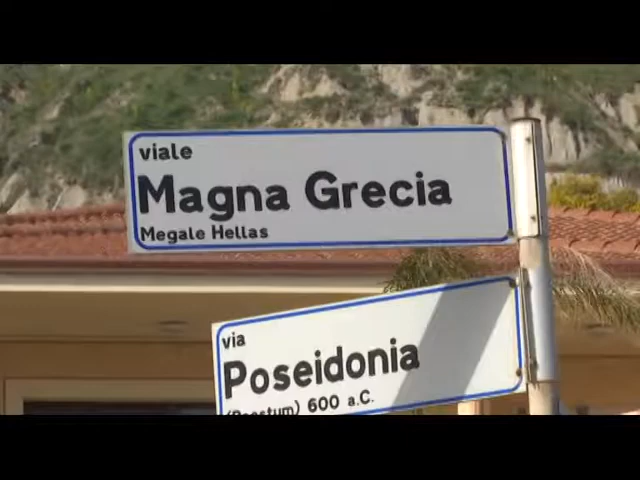 viale
Magna Grecia
Megale Hellas
via
Poseidonia
(Paestum) 600 a.C.